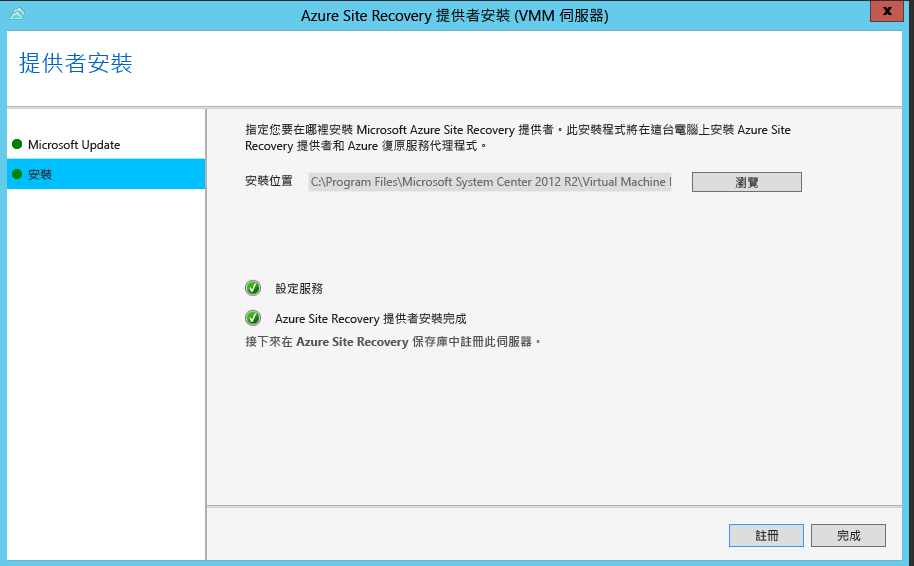 Azure Site Recovery 提供者安裝 (VMM 伺服器)
提供者安裝
Microsoft Update
安裝
指定您要在哪裡安裝 Microsoft Azure Site Recovery 提供者。此安裝程式將在這台電腦上安裝 Azure Site
Recovery 提供者和 Azure 復原服務代理程式。
安裝位置 C:\Program Files\Microsoft System Center 2012 R2\Virtual Machine 瀏覽
設定服務
Azure Site Recovery 提供者安裝完成
接下來在 Azure Site Recovery 保存庫中註冊此伺服器。
註冊 完成